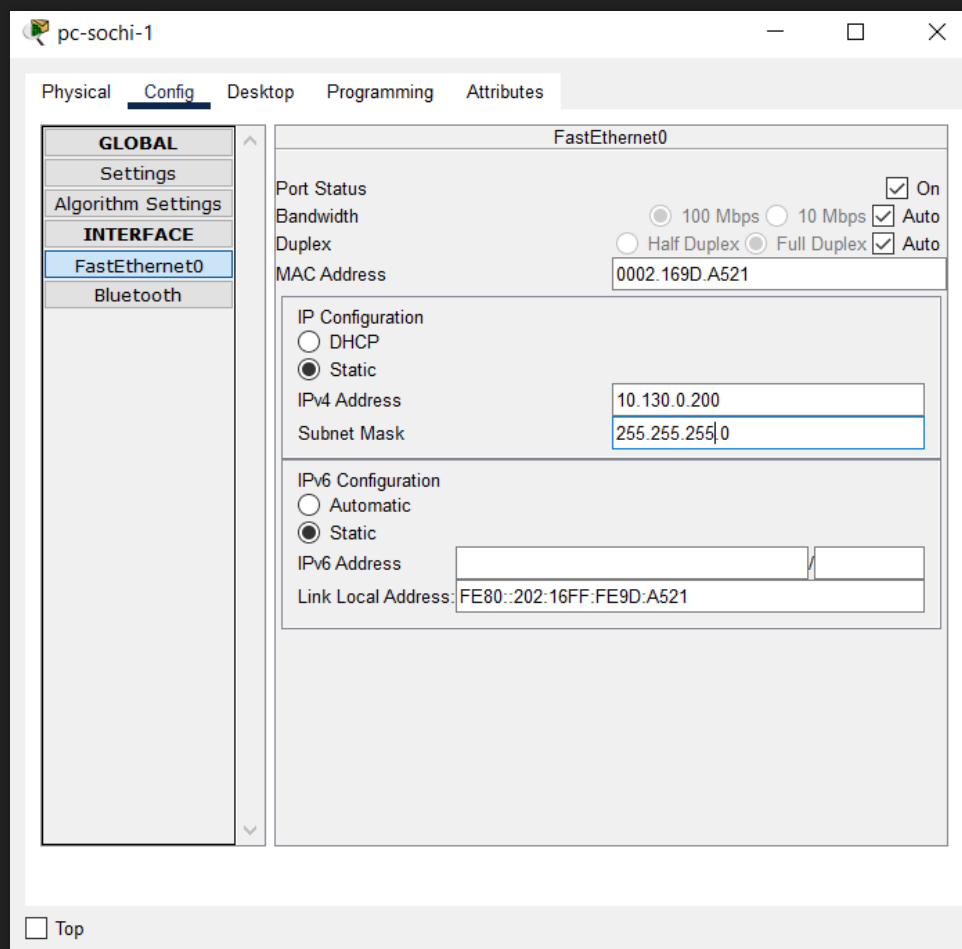 pc-sochi-1
Physical Config Desktop Programming Attributes
GLOBAL
Settings
Algorithm Settings
INTERFACE
FastEthernet0
Bluetooth
FastEthernet0
Port Status On
Bandwidth 100 Mbps 10 Mbps Auto
Duplex Half Duplex Full Duplex Auto
MAC Address 0002.169D.A521
IP Configuration
DHCP
Static
IPv4 Address 10.130.0.200
Subnet Mask 255.255.255.0
IPv6 Configuration
Automatic
Static
IPv6 Address /
Link Local Address: FE80::202:16FF:FE9D:A521
Top